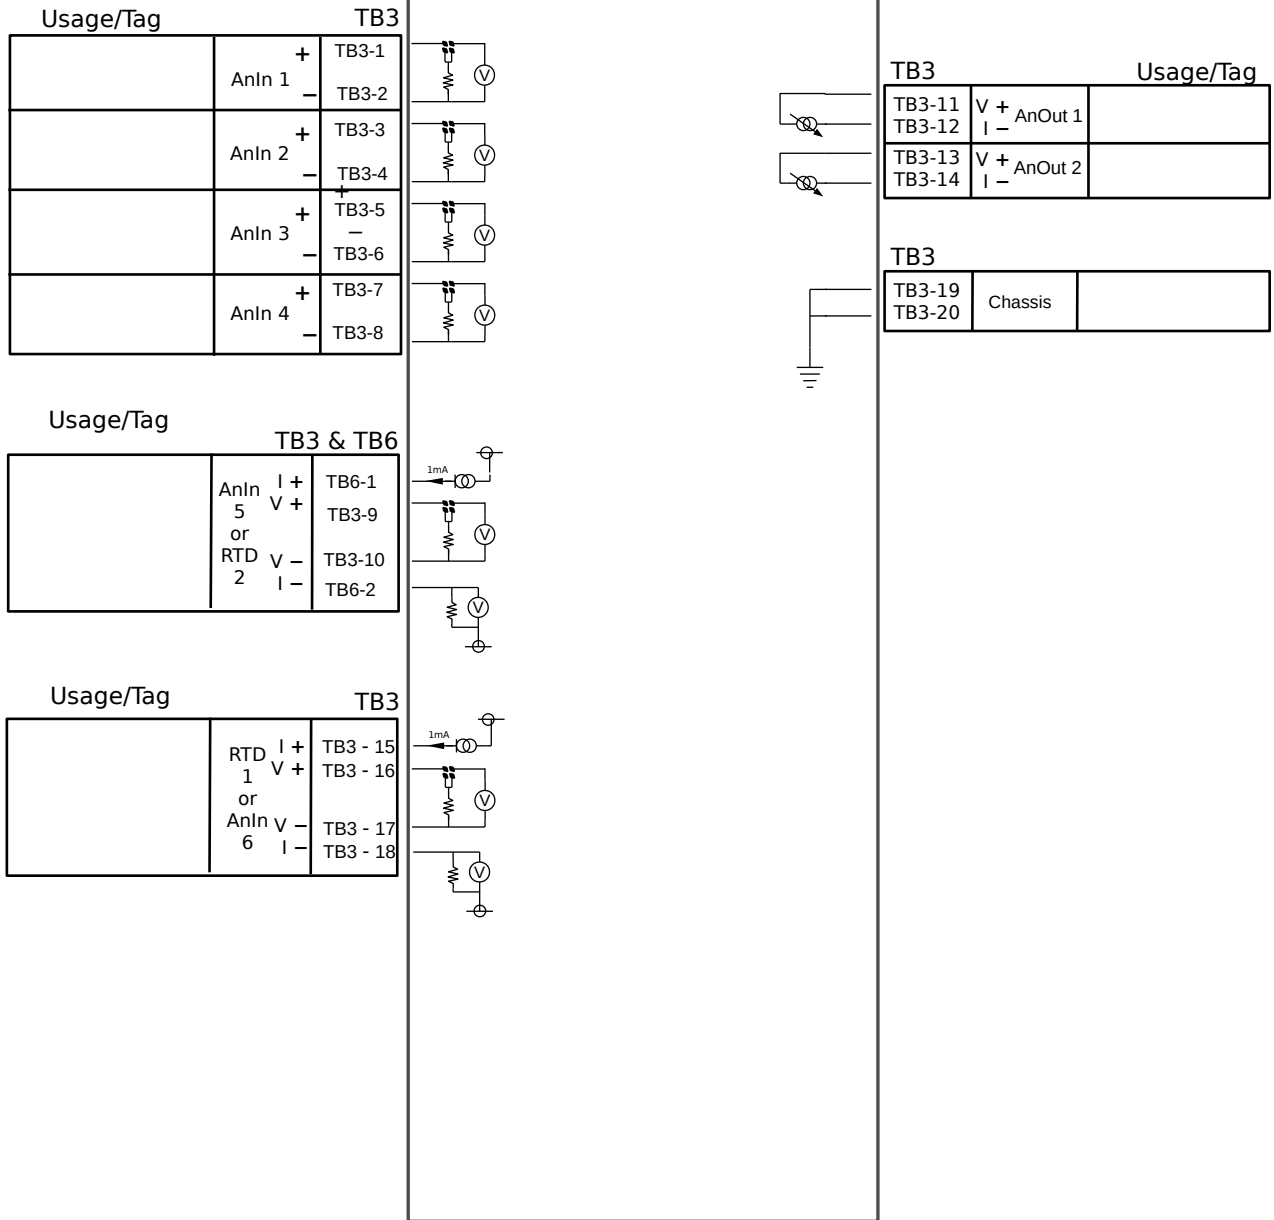 Usage/Tag TB3
+ TB3-1
AnIn 1
− TB3-2
V
+ TB3-3
AnIn 2
− TB3-4
V
+
+ TB3-5
AnIn 3 −
− TB3-6
V
+ TB3-7
AnIn 4
− TB3-8
V
Usage/Tag
TB3 & TB6
1mA
I + TB6-1
AnIn V +
5 TB3-9
or
RTD V − TB3-10
2 I − TB6-2
V
V
Usage/Tag TB3
1mA
I + TB3 - 15
RTD V + TB3 - 16
1
or
AnIn V − TB3 - 17
6 I − TB3 - 18
V
V
TB3 Usage/Tag
TB3-11 V + AnOut 1
TB3-12 I −
TB3-13 V + AnOut 2
TB3-14 I −
TB3
TB3-19 Chassis
TB3-20